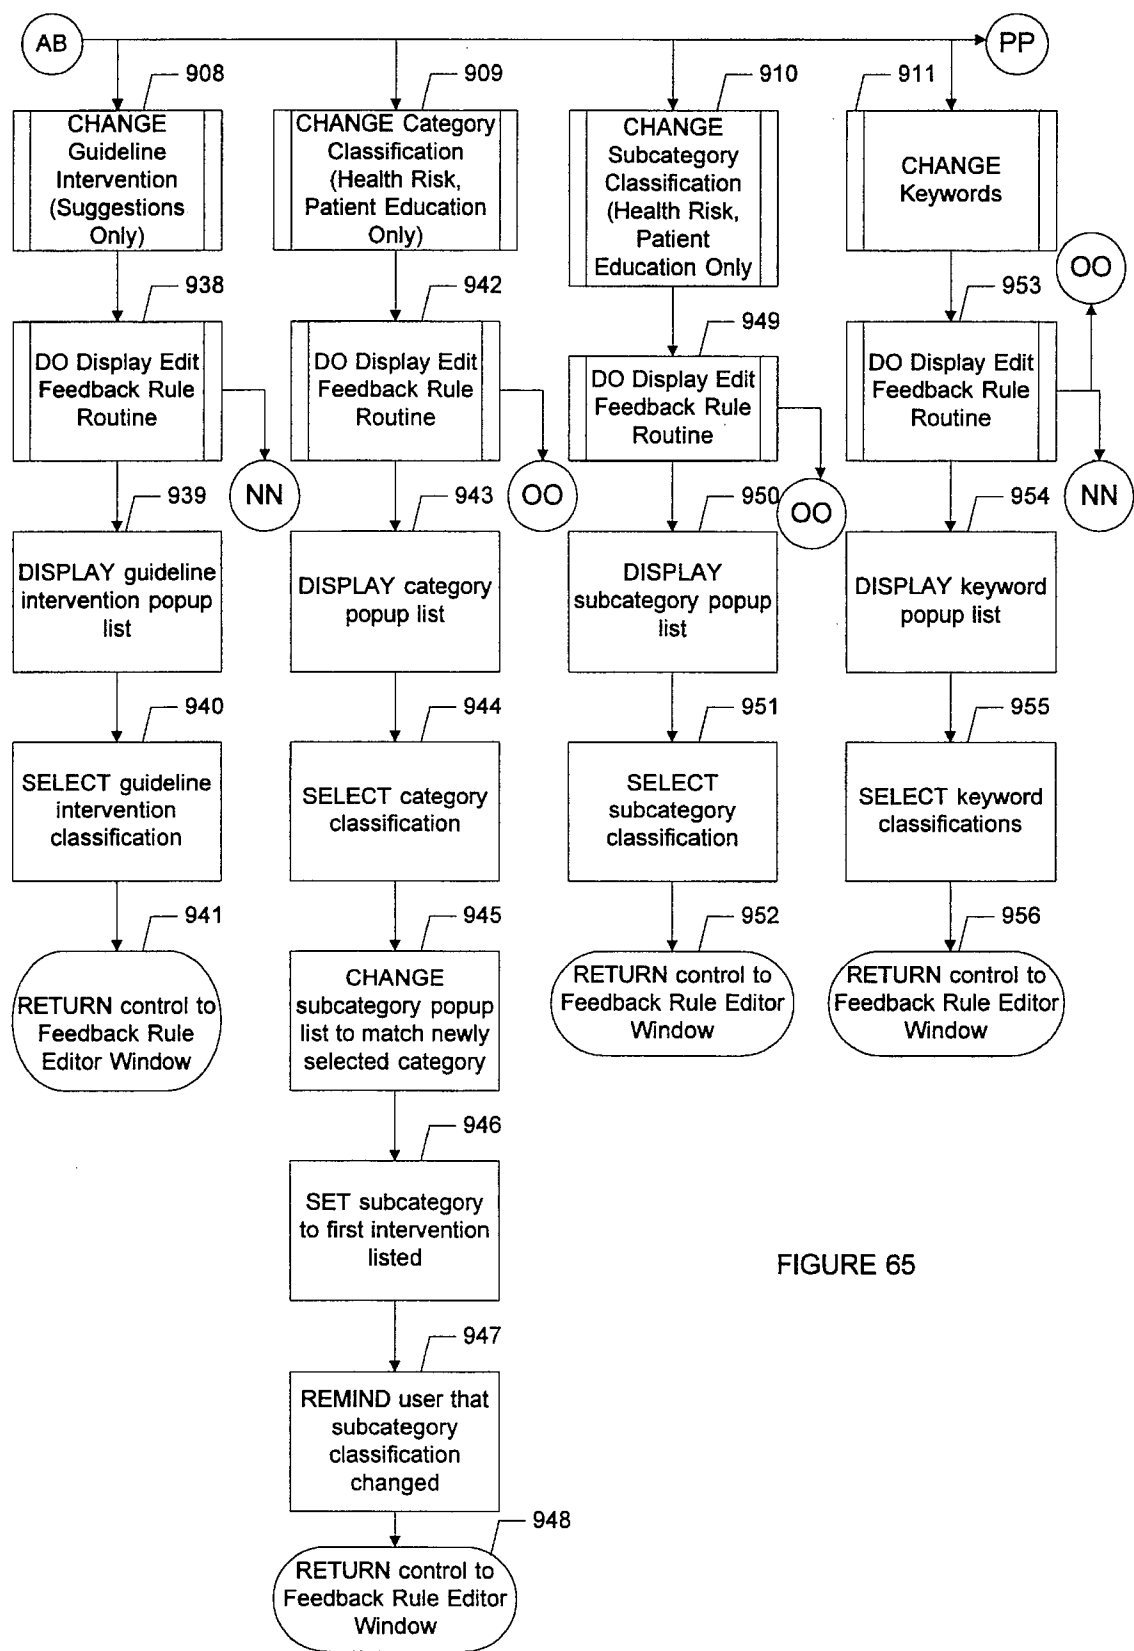 AB
PP
908
909
910
911
CHANGE
Guideline
Intervention
(Suggestions
Only)
CHANGE Category
Classification
(Health Risk,
Patient Education
Only)
CHANGE
Subcategory
Classification
(Health Risk,
Patient
Education Only
CHANGE
Keywords
OO
938
942
949
953
DO Display Edit
Feedback Rule
Routine
DO Display Edit
Feedback Rule
Routine
DO Display Edit
Feedback Rule
Routine
DO Display Edit
Feedback Rule
Routine
NN
OO
OO
NN
939
943
950
954
DISPLAY guideline
intervention popup
list
DISPLAY category
popup list
DISPLAY
subcategory popup
list
DISPLAY keyword
popup list
940
944
951
955
SELECT guideline
intervention
classification
SELECT category
classification
SELECT
subcategory
classification
SELECT keyword
classifications
941
945
952
956
RETURN control to
Feedback Rule
Editor Window
CHANGE
subcategory popup
list to match newly
selected category
RETURN control to
Feedback Rule Editor
Window
RETURN control to
Feedback Rule Editor
Window
946
SET subcategory
to first intervention
listed
FIGURE 65
947
REMIND user that
subcategory
classification
changed
948
RETURN control to
Feedback Rule Editor
Window